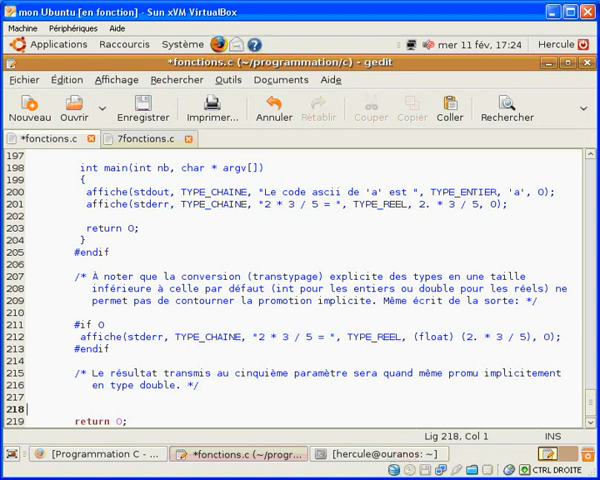 mon Ubuntu [en fonction] - Sun xVM VirtualBox
Machine Périphériques Aide
Applications Raccourcis Système mer 11 fév, 17:24 Hercule
*fonctions.c (~/programmation/c) - gedit
Fichier Édition Affichage Rechercher Outils Documents Aide
Nouveau Ouvrir Enregistrer Imprimer... Annuler Rétablir Couper Copier Coller Rechercher
*fonctions.c 7fonctions.c
197
198 int main(int nb, char * argv[])
199 {
200 affiche(stdout, TYPE_CHAINE, "Le code ascii de 'a' est ", TYPE_ENTIER, 'a', 0);
201 affiche(stderr, TYPE_CHAINE, "2 * 3 / 5 = ", TYPE_REEL, 2. * 3 / 5, 0);
202
203 return 0;
204 }
205 #endif
206
207 /* À noter que la conversion (transtypage) explicite des types en une taille
208 inférieure à celle par défaut (int pour les entiers ou double pour les réels) ne
209 permet pas de contourner la promotion implicite. Même écrit de la sorte: */
210
211 #if 0
212 affiche(stderr, TYPE_CHAINE, "2 * 3 / 5 = ", TYPE_REEL, (float) (2. * 3 / 5), 0);
213 #endif
214
215 /* Le résultat transmis au cinquième paramètre sera quand même promu implicitement
216 en type double. */
217
218
219 return 0;
Lig 218, Col 1 INS
[Programmation C - ... *fonctions.c (~/progr... [hercule@ouranos: ~]
CTRL DROITE